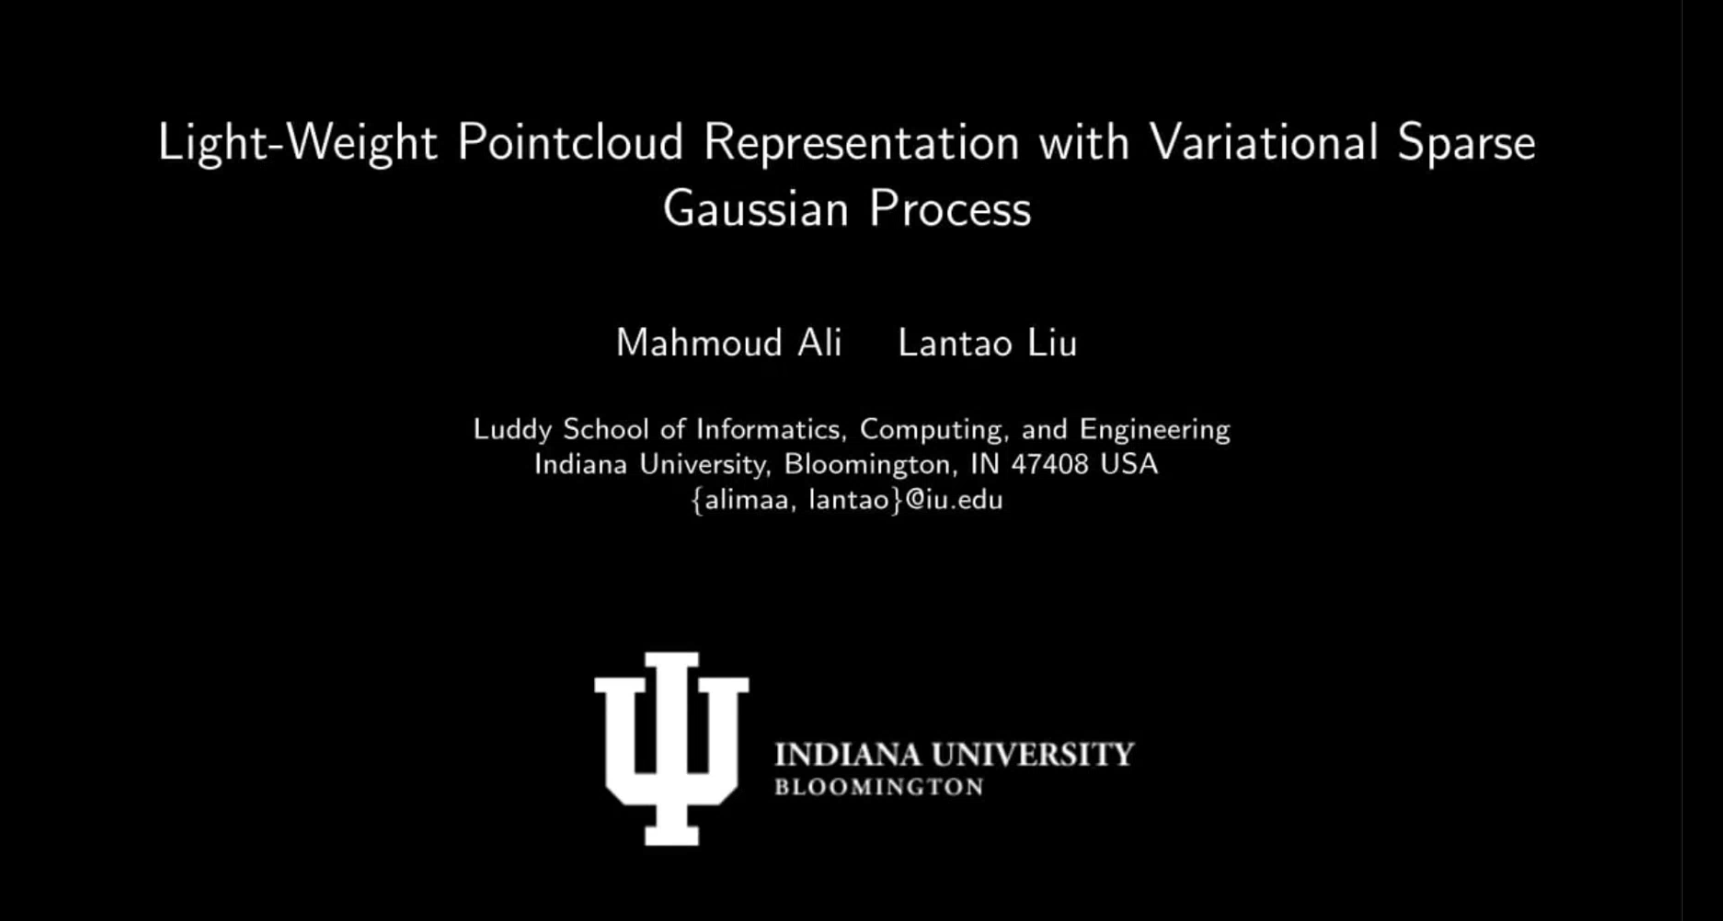 Light-Weight Pointcloud Representation with Variational Sparse
Gaussian Process
Mahmoud Ali Lantao Liu
Luddy School of Informatics, Computing, and Engineering
Indiana University, Bloomington, IN 47408 USA
{alimaa, lantao}@iu.edu
INDIANA UNIVERSITY
BLOOMINGTON